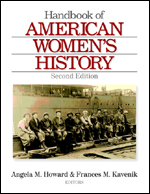 Handbook of
AMERICAN
WOMEN'S
HISTORY
Second Edition
Angela M. Howard & Frances M. Kavenik
EDITORS